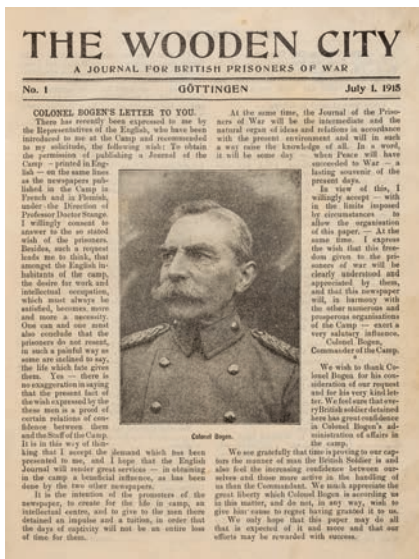 THE WOODEN CITY
A JOURNAL FOR BRITISH PRISONERS OF WAR
No. 1 GÖTTINGEN July 1, 1915
COLONEL BOGEN'S LETTER TO YOU.
There has recently been expressed to me by
the Representatives of the English, who have been
introduced to me at the Camp and recommended
to my solicitude, the following wish: To obtain
the permission of publishing a Journal of the
Camp – printed in Eng-
lish – on the same lines
as the newspapers pub-
lished in the Camp in
French and in Flemish,
under the Direction of
Professor Doctor Stange.
I willingly consent to
answer to the so stated
wish of the prisoners.
Besides, such a request
leads me to think, that
amongst the English in-
habitants of the camp,
the desire for work and
intellectual occupation,
which must always be
satisfied, becomes more
and more a necessity.
One can and one must
also conclude that the
prisoners do not resent,
in such a painful way as
some are inclined to say,
the life which fate gives
them. Yes — there is
no exaggeration in saying
that the present fact of
the wish expressed by the
these men is a proof of
certain relations of con-
fidence between them
and the Staff of the Camp.
It is in this way of thin-
king that I accept the demand which has been
presented to me, and I hope that the English
Journal will render great services — in obtaining
in the camp a beneficial influence, as has been
done by the two other newspapers.
It is the intention of the promoters of the
newspaper, to create for the life in camp, an
intellectual centre, and to give to the men there
detained an impulse and a tuition, in order that
the days of captivity will not be an entire loss
of time for them.
At the same time, the Journal of the Priso-
ners of War will be the intermediate and the
natural organ of ideas and relations in accordance
with the present environment and will in such
a way raise the knowledge of all. In a word,
it will be some day
when Peace will have
succeeded to War — a
lasting souvenir of the
present days.
In view of this, I
willingly accept — with
in the limits imposed
by circumstances — to
allow the organisation
of this paper. — At the
same time. I express
the wish that this free-
dom given to the pri-
soners of war will be
clearly understood and
appreciated by them,
and that this newspaper
will, in harmony with
the other numerous and
prosperous organisations
of the Camp — exert a
very salutary influence.
Colonel Bogen,
Commander of the Camp.
*
We wish to thank Co-
lonel Bogen for his con-
sideration of our request
and for his very kind let-
ter. We feel sure that eve-
ry British soldier detained
here has great confidence
in Colonel Bogen's ad-
ministration of affairs in
the camp.
We see gratefully that time is proving to our cap-
tors the manner of man the British Soldier is and
also feel the increasing confidence between our-
selves and those more active in the handling of
us then the Commandent. We much appreciate the
great liberty which Colonel Bogen is according us
in this matter, and do not, in any way, wish to
give him cause to regret having granted it to us.
We only hope that this paper may do all
that is expected of it and more and that our
efforts may be rewarded with success.
Colonel Bogen.